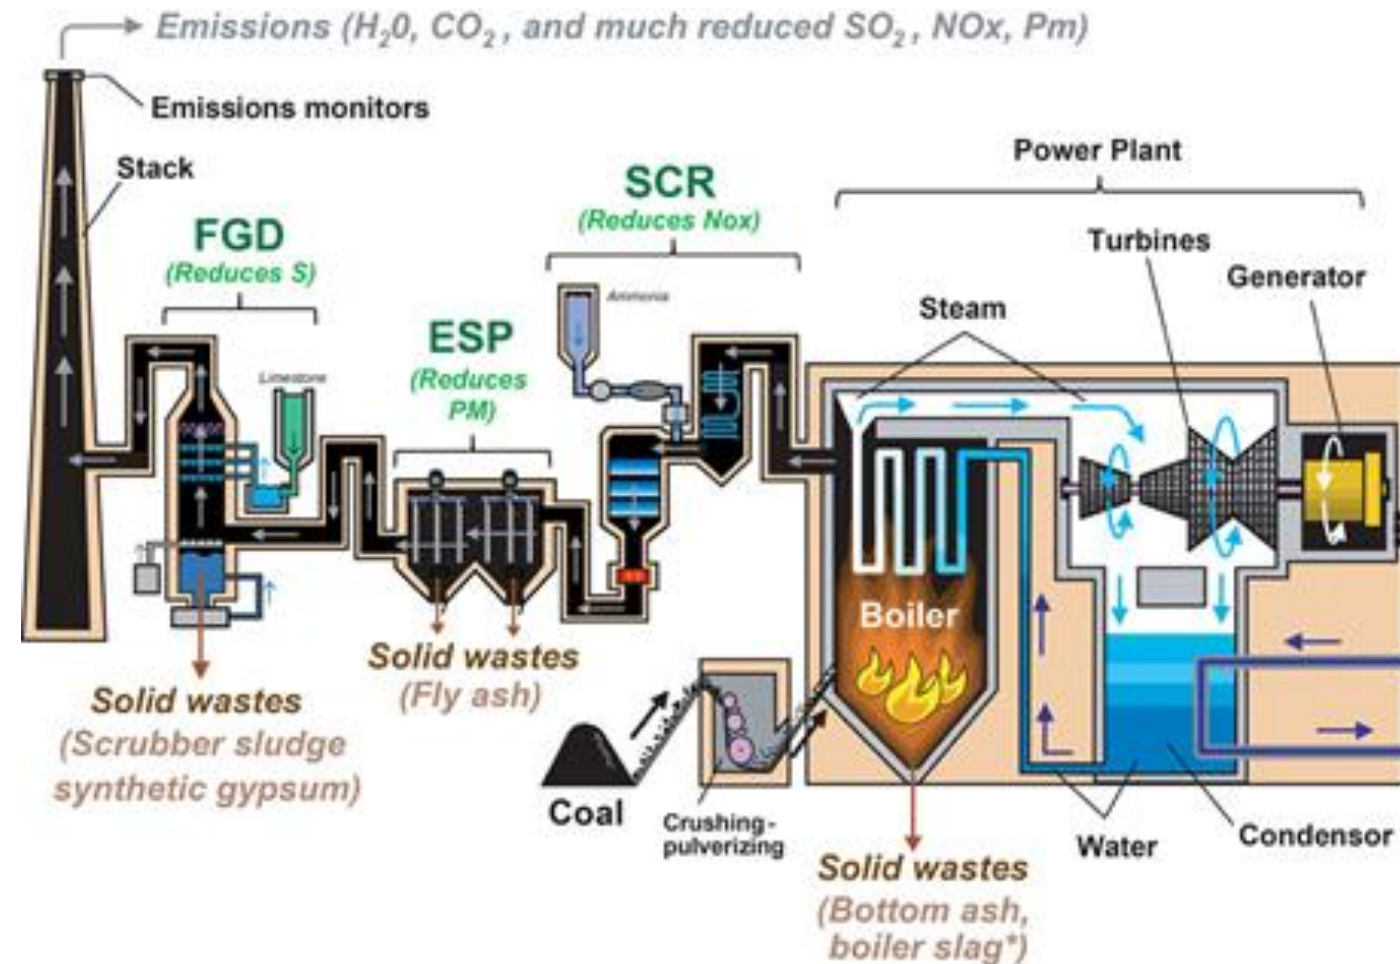 Emissions (H₂0, CO₂, and much reduced SO₂, NOx, Pm)
Emissions monitors
Stack
Power Plant
SCR
(Reduces Nox)
FGD
(Reduces S)
Turbines
Generator
Ammonia
Steam
ESP
(Reduces
PM)
Limestone
Boiler
Solid wastes
(Fly ash)
Solid wastes
(Scrubber sludge
synthetic gypsum)
Coal
Crushing-
pulverizing
Water
Condensor
Solid wastes
(Bottom ash,
boiler slag*)